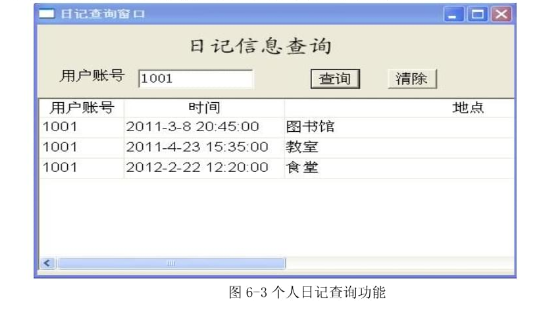 日记查询窗口
日记信息查询
用户账号 1001 查询 清除
用户账号 时间 地点
1001 2011-3-8 20:45:00 图书馆
1001 2011-4-23 15:35:00 教室
1001 2012-2-22 12:20:00 食堂
图 6-3 个人日记查询功能